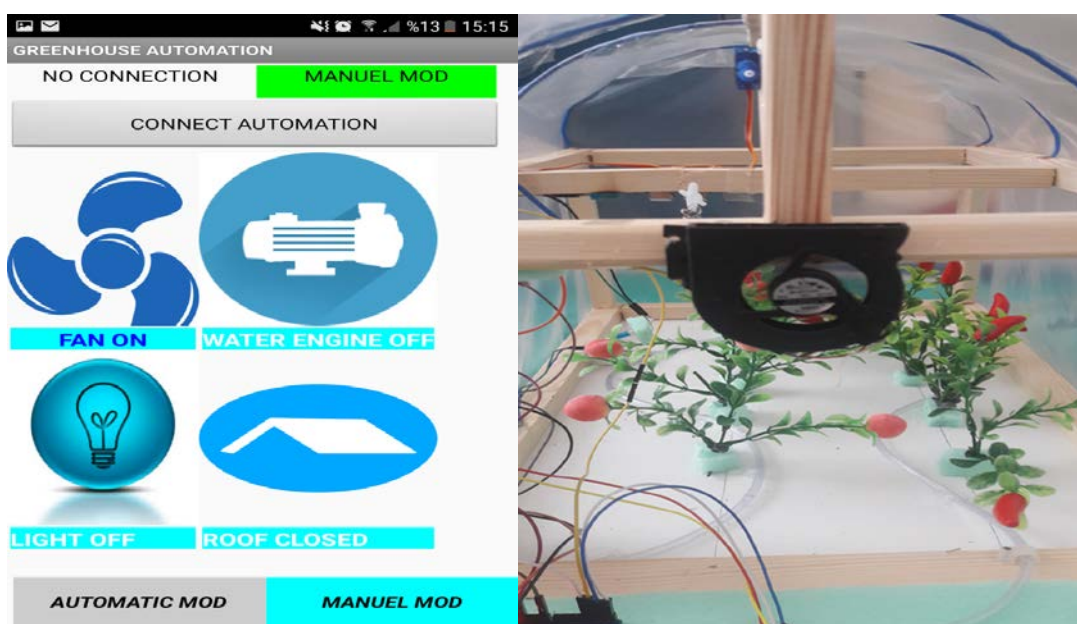 %13 15:15
GREENHOUSE AUTOMATION
NO CONNECTION MANUEL MOD
CONNECT AUTOMATION
FAN ON WATER ENGINE OFF
LIGHT OFF ROOF CLOSED
AUTOMATIC MOD MANUEL MOD